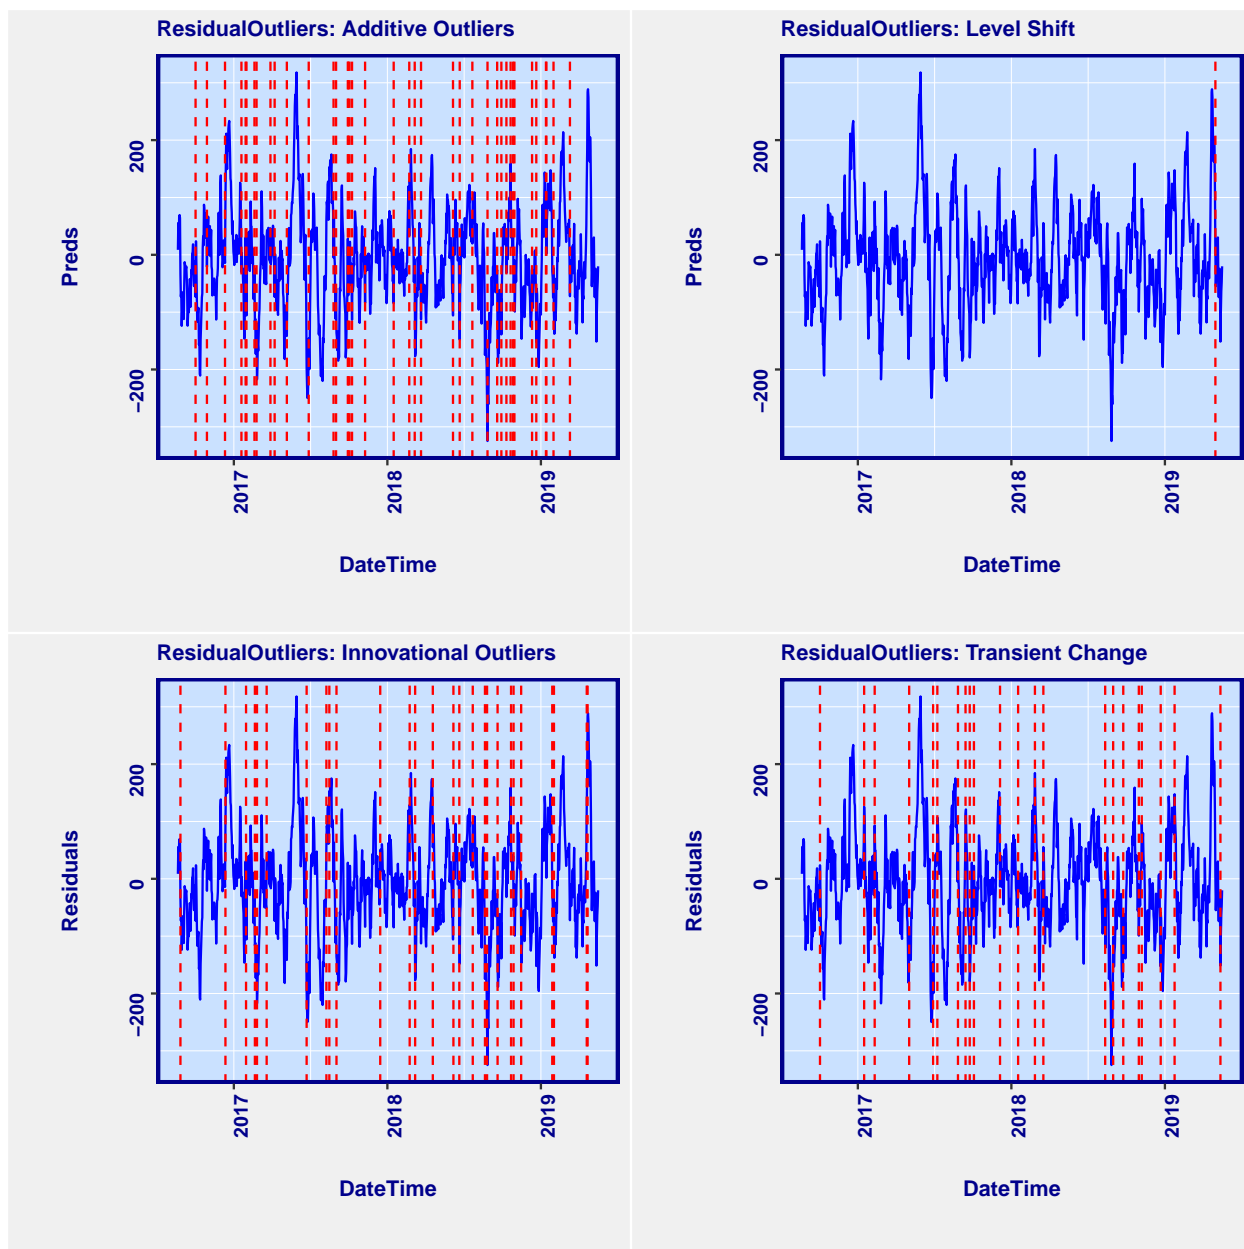 ResidualOutliers: Additive Outliers
Preds
200
0
−200
2017
2018
2019
DateTime
ResidualOutliers: Level Shift
Preds
200
0
−200
2017
2018
2019
DateTime
ResidualOutliers: Innovational Outliers
Residuals
200
0
−200
2017
2018
2019
DateTime
ResidualOutliers: Transient Change
Residuals
200
0
−200
2017
2018
2019
DateTime